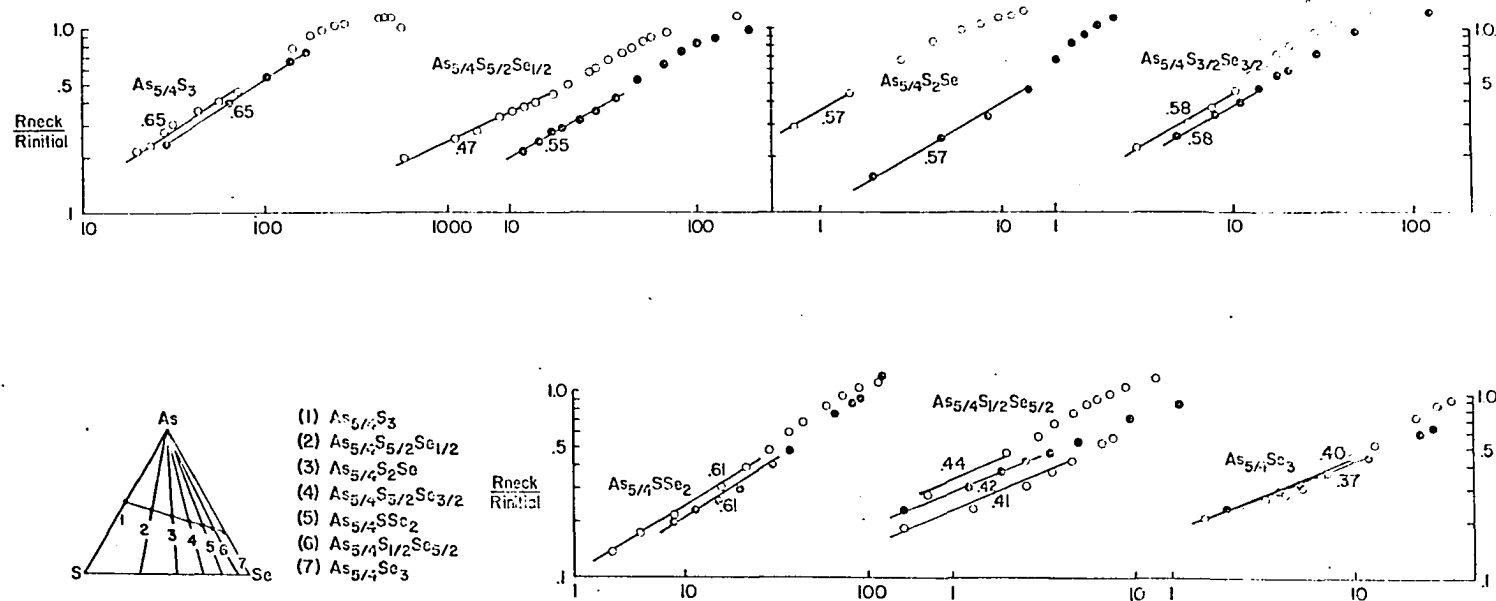 1.0
.5
.1
Rneck
Rinitial
As5/4S3
.65
.65
As5/4S5/2Se1/2
.47
.55
As5/4S2Se
.57
.57
As5/4S3/2Se3/2
.58
.58
1.0
5
10 100 1000 10 100 1 10 1 10 100
As
S Se
1 2 3 4 5 6 7
(1) As5/4S3
(2) As5/4S5/2Se1/2
(3) As5/4S2Se
(4) As5/4S3/2Se3/2
(5) As5/4SSe2
(6) As5/4S1/2Se5/2
(7) As5/4Se3
Rneck
Rinitial
1.0
.5
.1
As5/4SSe2
.61
.61
As5/4S1/2Se5/2
.44
.42
.41
As5/4Se3
.40
.37
1.0
.5
.1
1 10 100 1 10 1 10